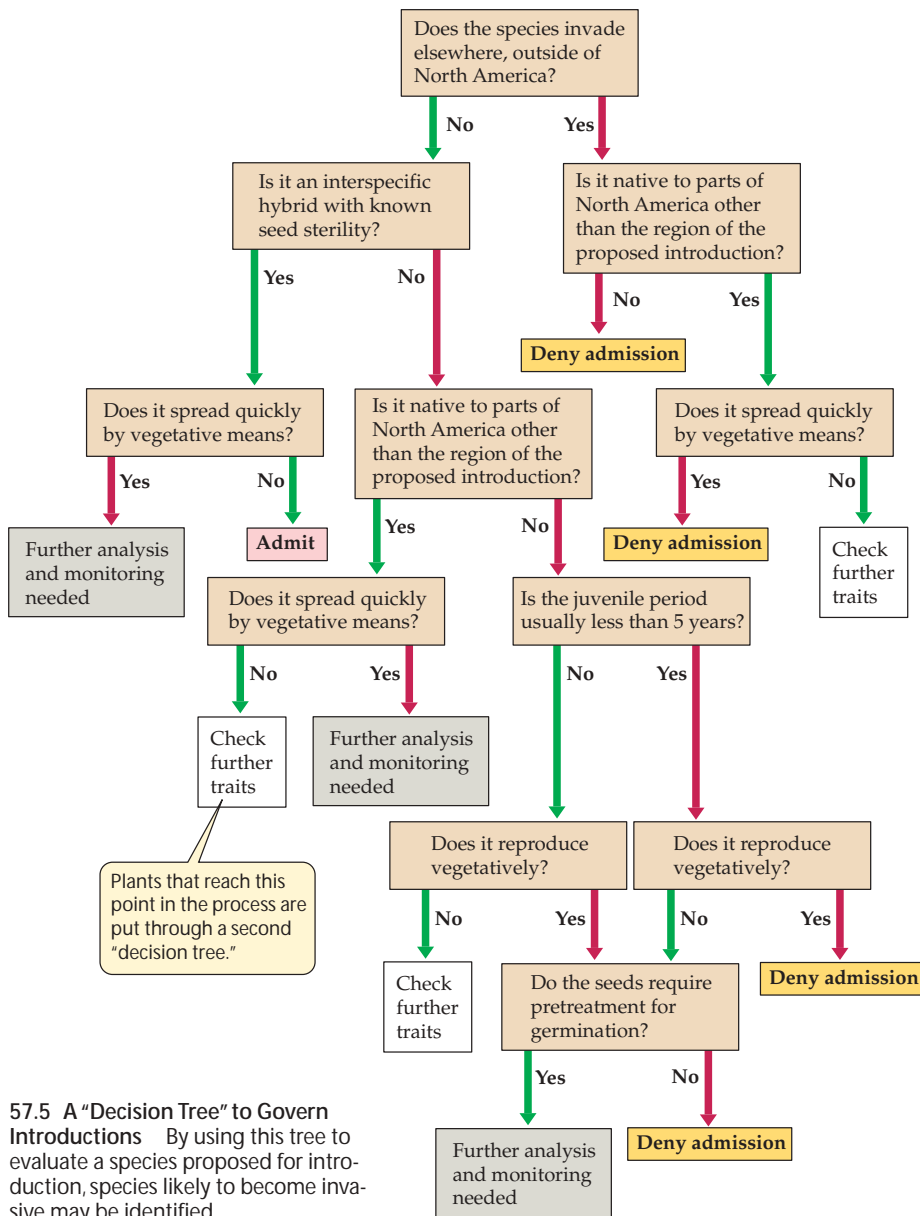 Does the species invade
elsewhere, outside of
North America?
No
Yes
Is it an interspecific
hybrid with known
seed sterility?
Is it native to parts of
North America other
than the region of the
proposed introduction?
Yes
No
No
Yes
Deny admission
Does it spread quickly
by vegetative means?
Is it native to parts of
North America other
than the region of the
proposed introduction?
Does it spread quickly
by vegetative means?
Yes
No
Yes
No
Yes
No
Further analysis
and monitoring
needed
Admit
Deny admission
Check
further
traits
Does it spread quickly
by vegetative means?
Is the juvenile period
usually less than 5 years?
No
Yes
No
Yes
Check
further
traits
Further analysis
and monitoring
needed
Does it reproduce
vegetatively?
Does it reproduce
vegetatively?
Plants that reach this
point in the process are
put through a second
"decision tree."
No
Yes
No
Yes
Check
further
traits
Do the seeds require
pretreatment for
germination?
Deny admission
Yes
No
Further analysis
and monitoring
needed
Deny admission
57.5 A "Decision Tree" to Govern
Introductions By using this tree to
evaluate a species proposed for intro-
duction, species likely to become inva-
sive may be identified